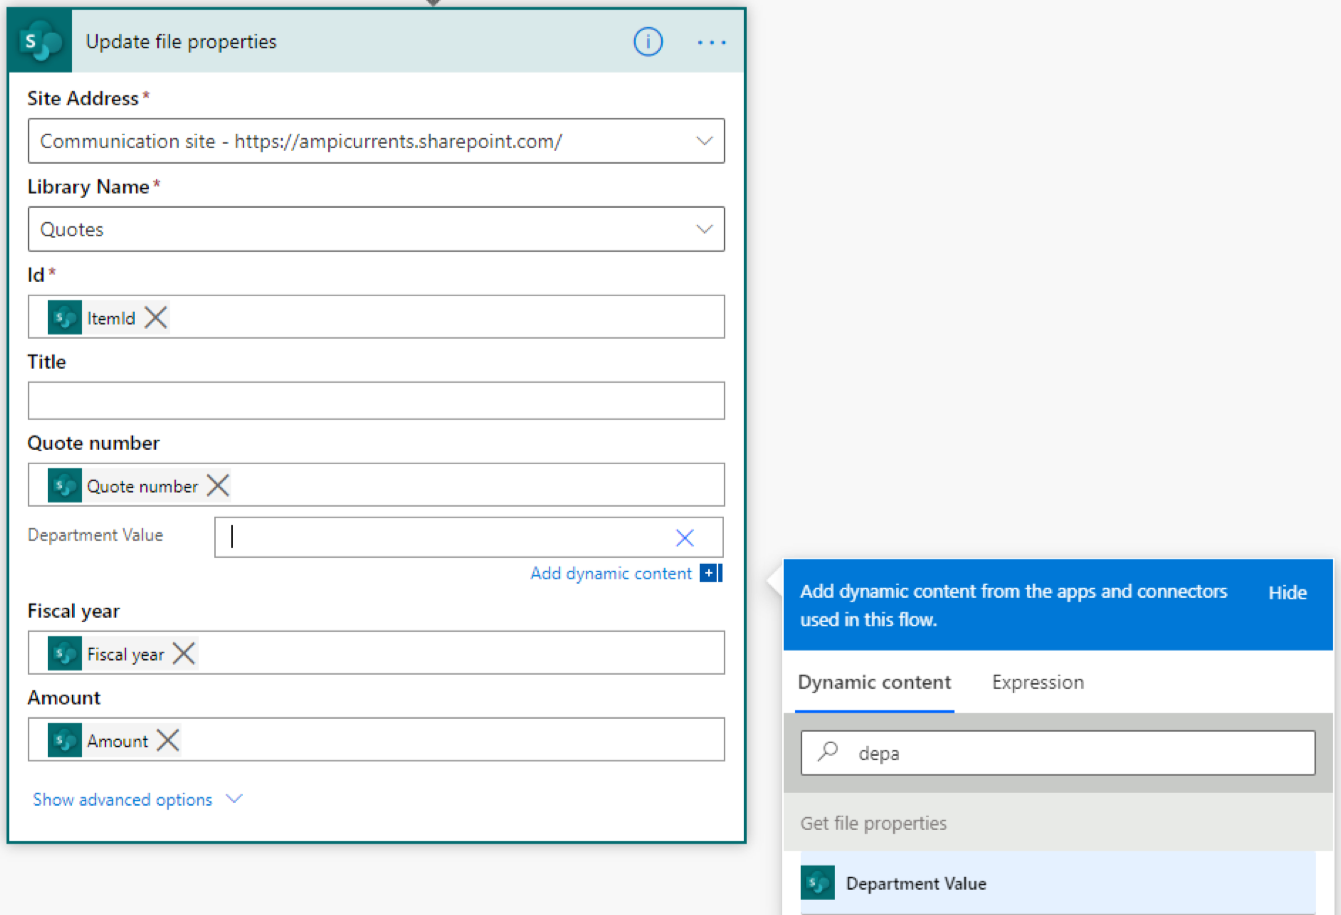 Update file properties
Site Address*
Communication site - https://ampicurrents.sharepoint.com/
Library Name*
Quotes
Id*
ItemId
Title
Quote number
Quote number
Department Value
Add dynamic content
Fiscal year
Fiscal year
Amount
Amount
Show advanced options
Add dynamic content from the apps and connectors
used in this flow.
Hide
Dynamic content
Expression
depa
Get file properties
Department Value